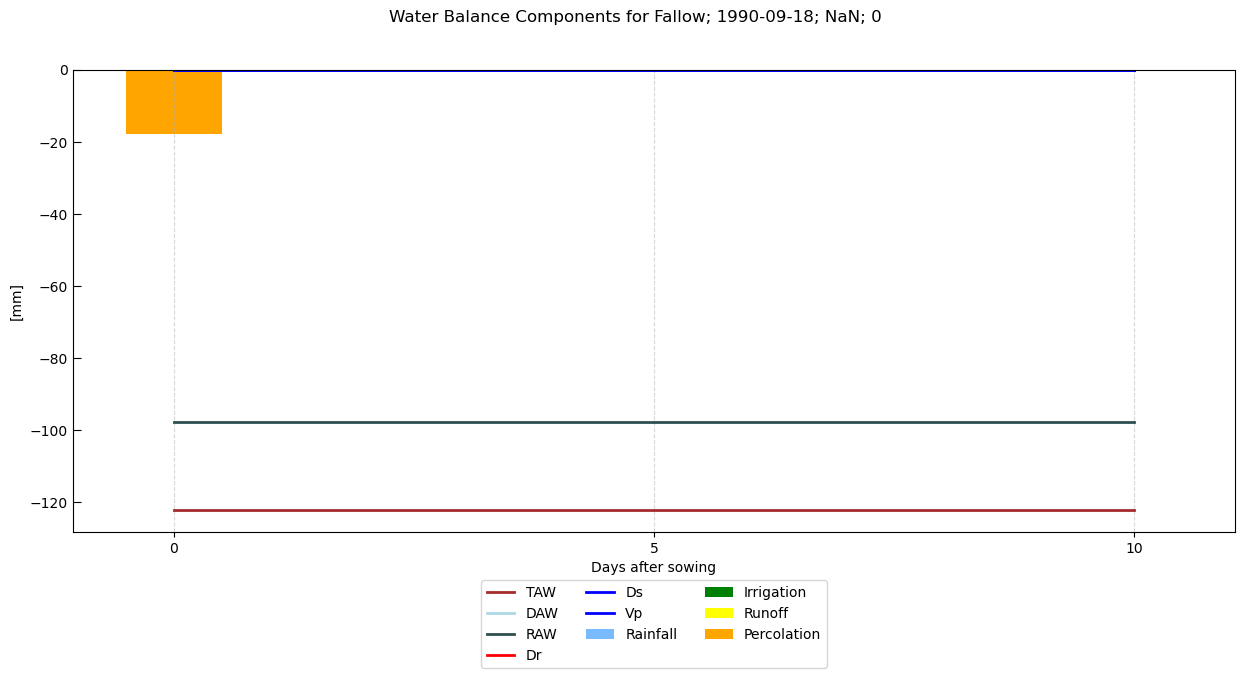 Water Balance Components for Fallow; 1990-09-18; NaN; 0
0
−20
−40
−60
−80
−100
−120
[mm]
0 5 10
Days after sowing
TAW Ds Irrigation
DAW Vp Runoff
RAW Rainfall Percolation
Dr